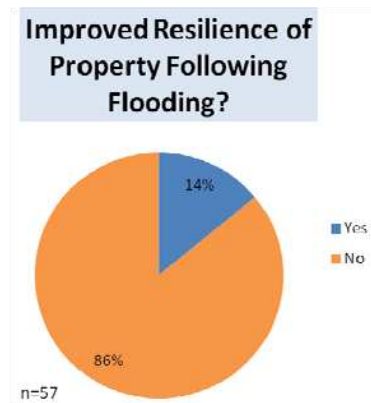 Improved Resilience of
Property Following
Flooding?
14%
Yes
No
86%
n=57